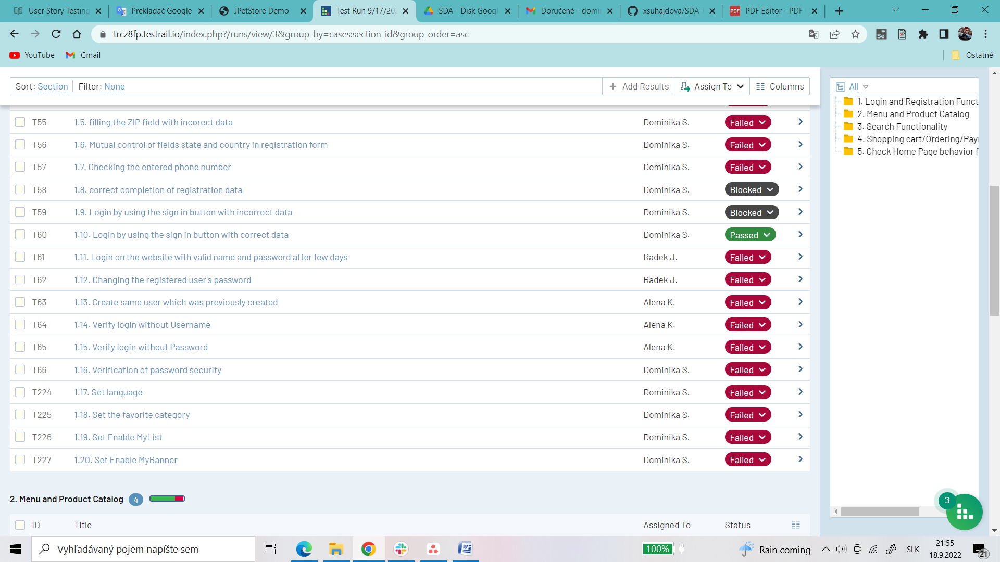 User Story Testing
Prekladač Google
JPetStore Demo
Test Run 9/17/202
SDA - Disk Googl
Doručené - domi
xsuhajdova/SDA-
PDF Editor - PDF
trcz8fp.testrail.io/index.php?/runs/view/3&group_by=cases:section_id&group_order=asc
YouTube
Gmail
Ostatné
Sort: Section
Filter: None
Add Results
Assign To
Columns
T55 1.5. filling the ZIP field with incorect data Dominika S. Failed
T56 1.6. Mutual control of fields state and country in registration form Dominika S. Failed
T57 1.7. Checking the entered phone number Dominika S. Failed
T58 1.8. correct completion of registration data Dominika S. Blocked
T59 1.9. Login by using the sign in button with incorrect data Dominika S. Blocked
T60 1.10. Login by using the sign in button with correct data Dominika S. Passed
T61 1.11. Login on the website with valid name and password after few days Radek J. Failed
T62 1.12. Changing the registered user's password Radek J. Failed
T63 1.13. Create same user which was previously created Alena K. Failed
T64 1.14. Verify login without Username Alena K. Failed
T65 1.15. Verify login without Password Alena K. Failed
T66 1.16. Verification of password security Dominika S. Failed
T224 1.17. Set language Dominika S. Failed
T225 1.18. Set the favorite category Dominika S. Failed
T226 1.19. Set Enable MyList Dominika S. Failed
T227 1.20. Set Enable MyBanner Dominika S. Failed
2. Menu and Product Catalog 4
ID Title Assigned To Status
All
1. Login and Registration Funct
2. Menu and Product Catalog
3. Search Functionality
4. Shopping cart/Ordering/Pay
5. Check Home Page behavior f
3
Vyhľadávaný pojem napíšte sem
100%
Rain coming
SLK
21:55
18.9.2022
21